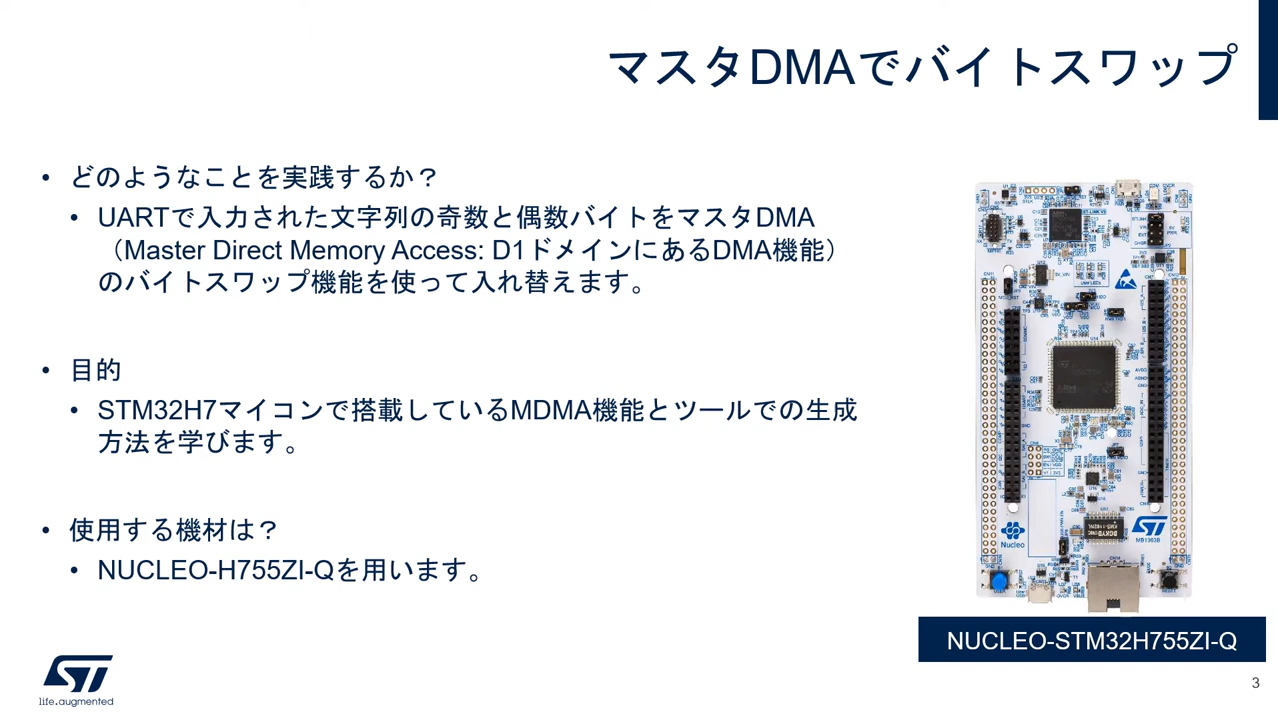 マスタDMAでバイトスワップ
• どのようなことを実践するか？
• UARTで入力された文字列の奇数と偶数バイトをマスタDMA
（Master Direct Memory Access: D1ドメインにあるDMA機能）
のバイトスワップ機能を使って入れ替えます。
• 目的
• STM32H7マイコンで搭載しているMDMA機能とツールでの生成
方法を学びます。
• 使用する機材は？
• NUCLEO-H755ZI-Qを用います。
Nucleo
MB1363B
NUCLEO-STM32H755ZI-Q
ST
life.augmented
3